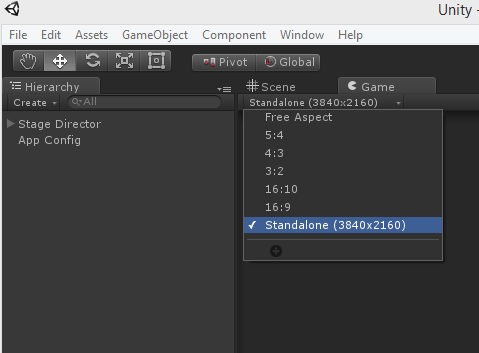 Unity -
File Edit Assets GameObject Component Window Help
Pivot Global
Hierarchy Scene Game
Create All Standalone (3840x2160)
Stage Director
App Config
Free Aspect
5:4
4:3
3:2
16:10
16:9
Standalone (3840x2160)